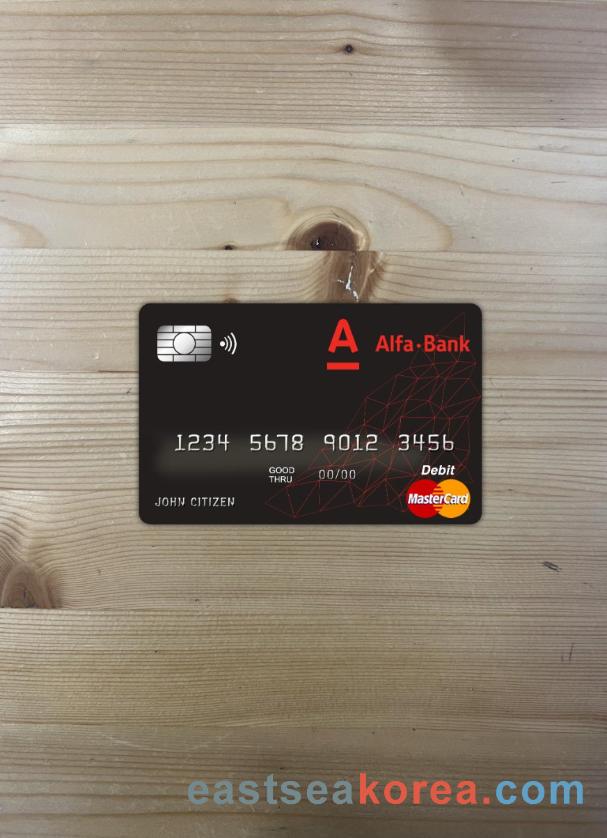 A Alfa·Bank
1234 5678 9012 3456
GOOD THRU 00/00
Debit
JOHN CITIZEN
MasterCard
eastseakorea.com